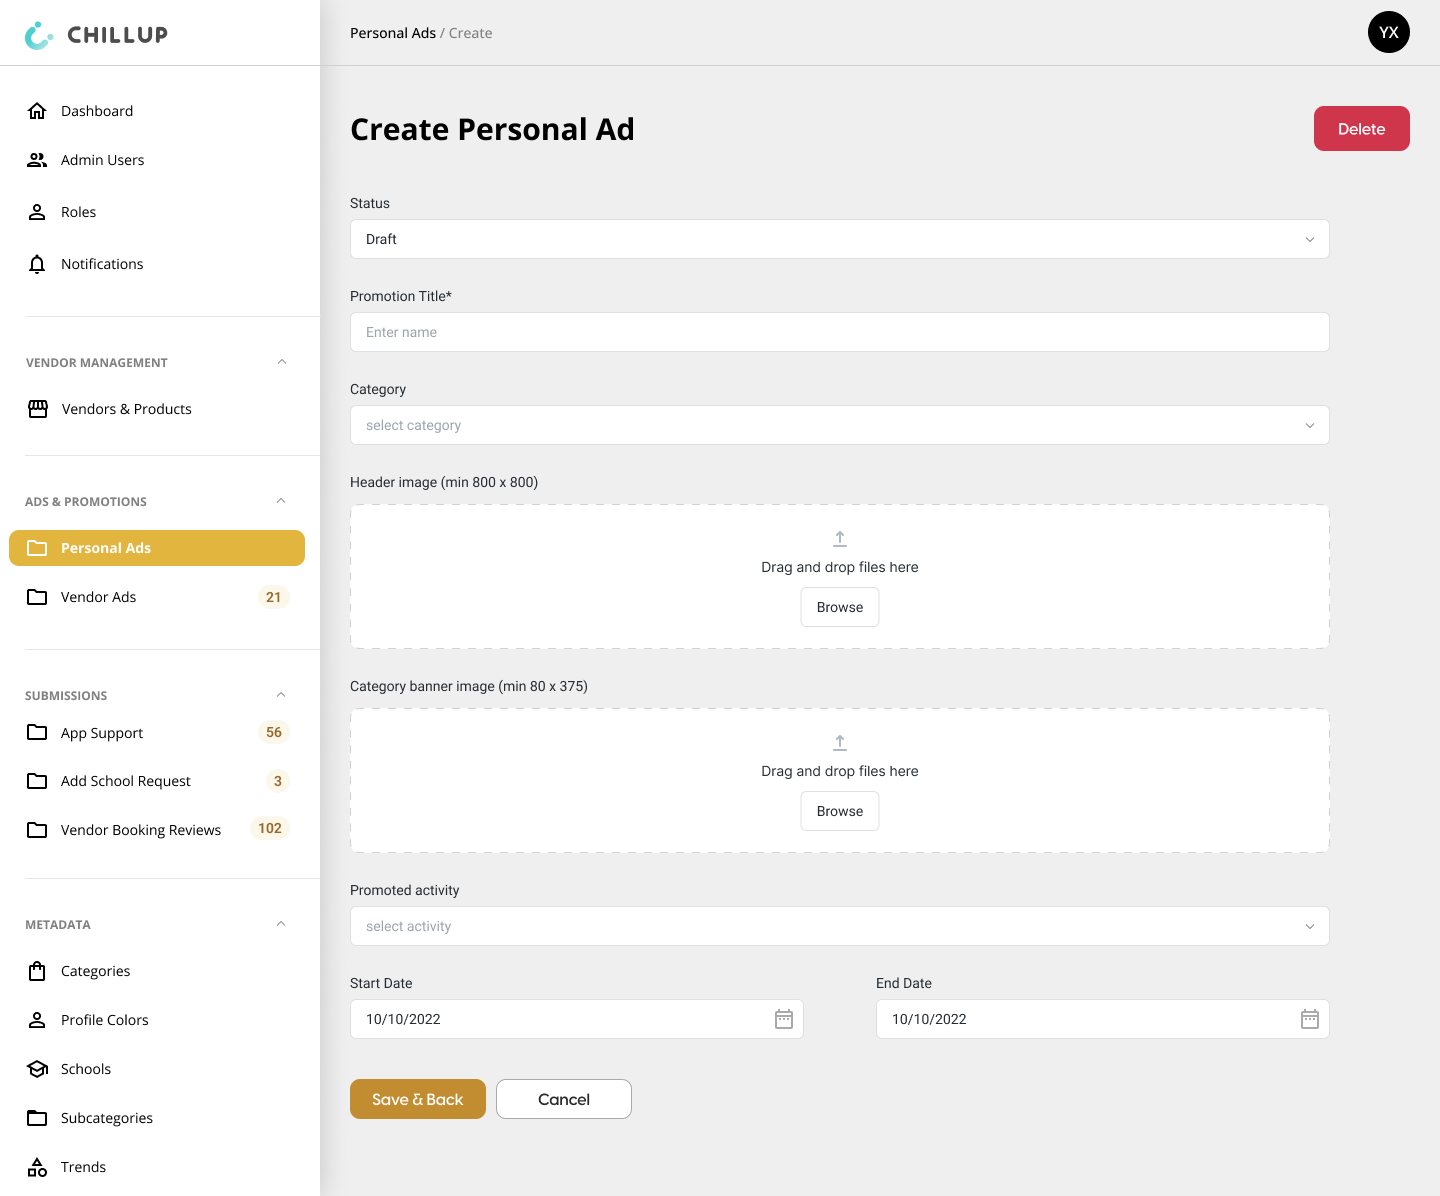 CHILLUP
Personal Ads / Create
YX
Dashboard
Admin Users
Roles
Notifications
VENDOR MANAGEMENT
Vendors & Products
ADS & PROMOTIONS
Personal Ads
Vendor Ads 21
SUBMISSIONS
App Support 56
Add School Request 3
Vendor Booking Reviews 102
METADATA
Categories
Profile Colors
Schools
Subcategories
Trends
Create Personal Ad
Delete
Status
Draft
Promotion Title*
Enter name
Category
select category
Header image (min 800 x 800)
Drag and drop files here
Browse
Category banner image (min 80 x 375)
Drag and drop files here
Browse
Promoted activity
select activity
Start Date
10/10/2022
End Date
10/10/2022
Save & Back
Cancel